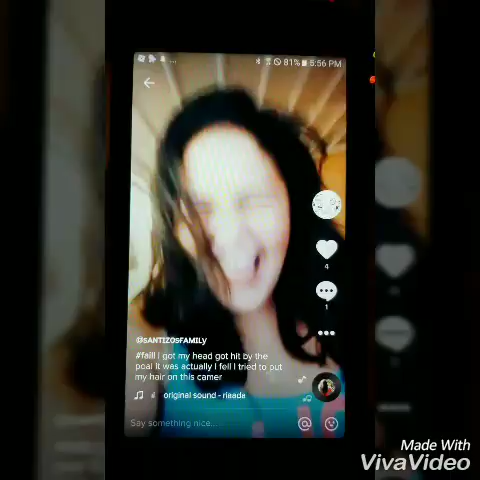 81% 5:56 PM
4
1
@SANTIZOSFAMILY
#faill i got my head got hit by the
poal it was actually i fell i tried to put
my hair on this camer
original sound - rjaada
Say something nice...
Made With
VivaVideo